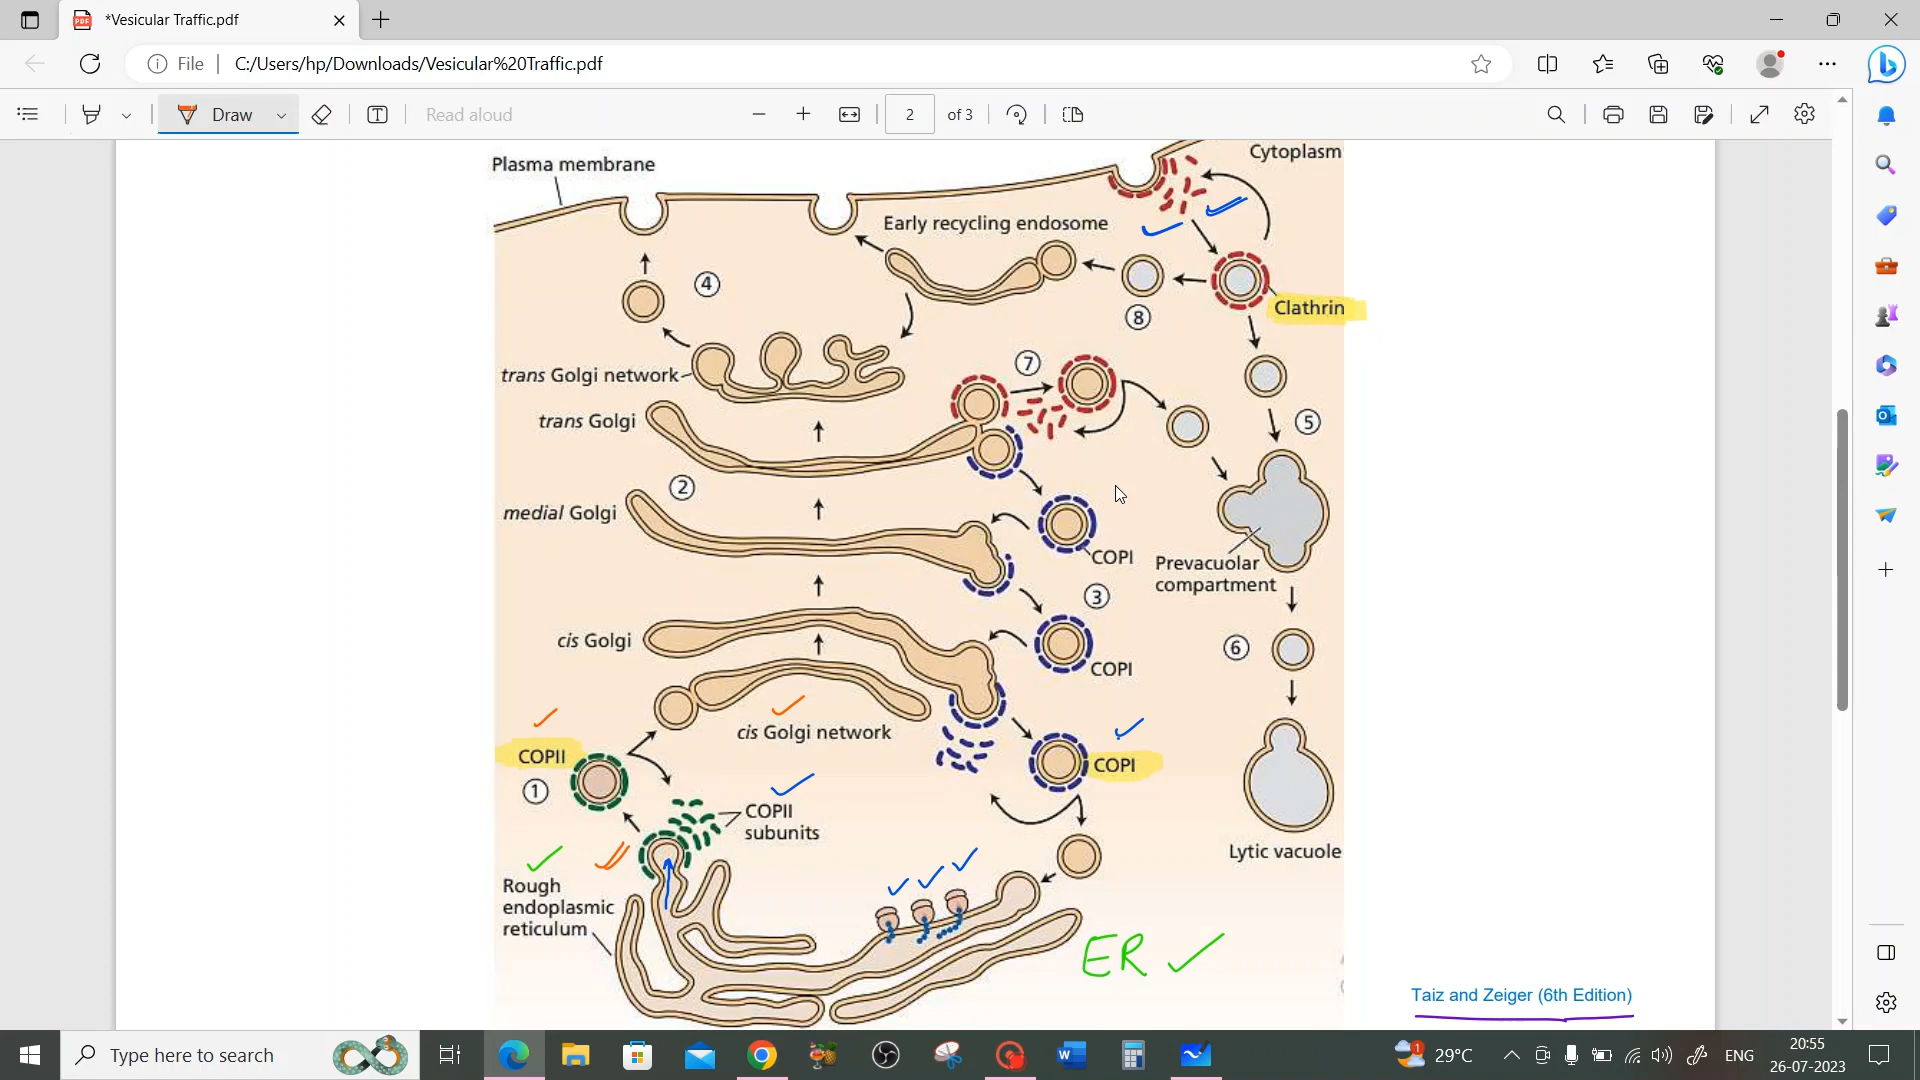 *Vesicular Traffic.pdf
File
C:/Users/hp/Downloads/Vesicular%20Traffic.pdf
Draw
Read aloud
2
of 3
Plasma membrane
Cytoplasm
Early recycling endosome
4
Clathrin
8
7
trans Golgi network
trans Golgi
5
2
medial Golgi
COPI
Prevacuolar
compartment
3
cis Golgi
6
COPI
cis Golgi network
COPII
COPI
1
COPII
subunits
Lytic vacuole
Rough
endoplasmic
reticulum
ER
Taiz and Zeiger (6th Edition)
Type here to search
29°C
ENG
20:55
26-07-2023